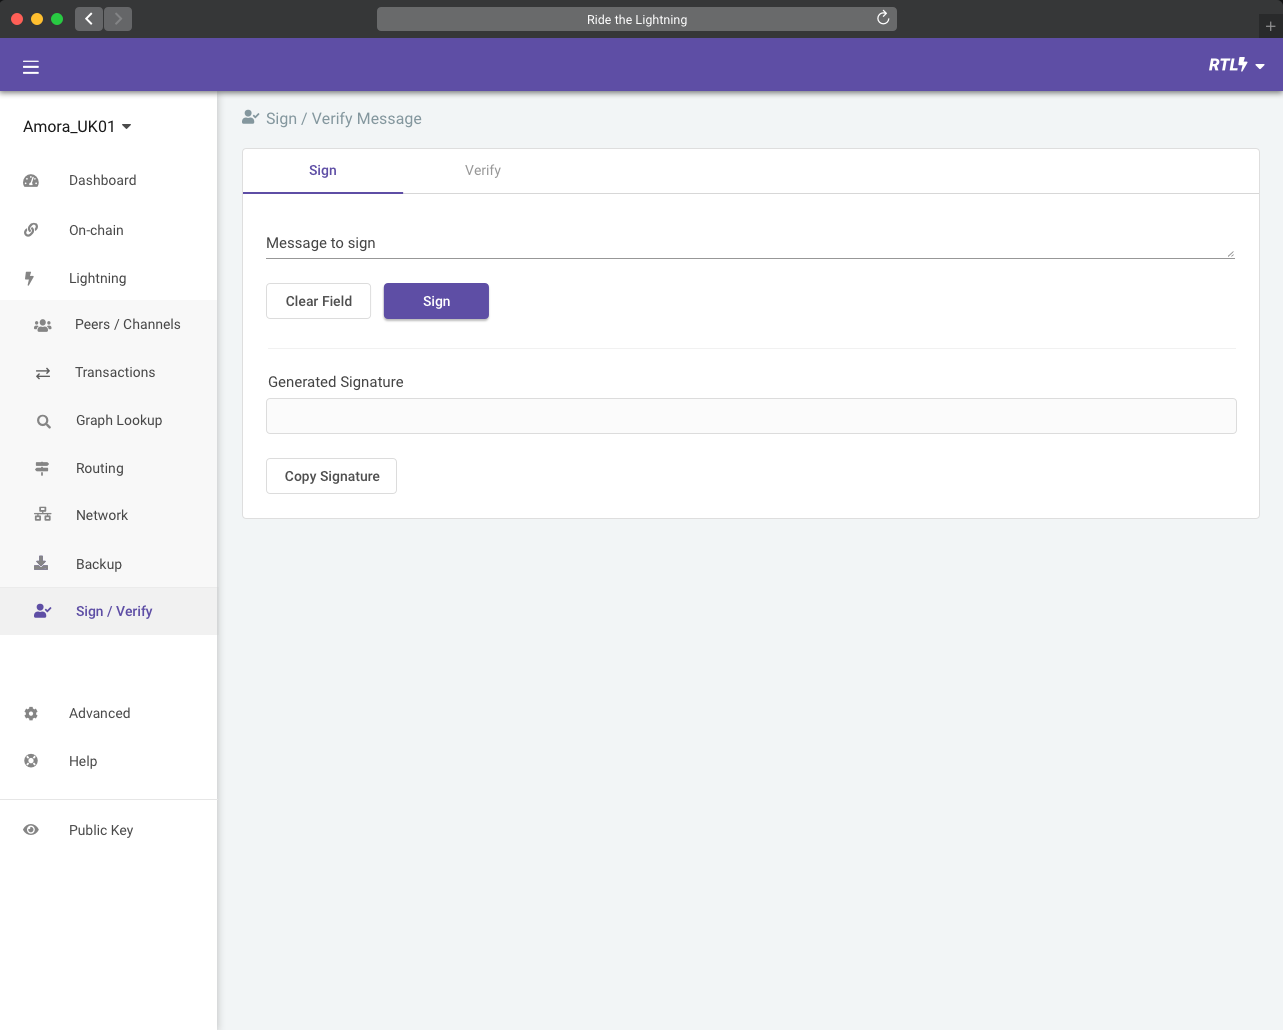 Ride the Lightning
RTL
Amora_UK01
Dashboard
On-chain
Lightning
Peers / Channels
Transactions
Graph Lookup
Routing
Network
Backup
Sign / Verify
Advanced
Help
Public Key
Sign / Verify Message
Sign
Verify
Message to sign
Clear Field
Sign
Generated Signature
Copy Signature